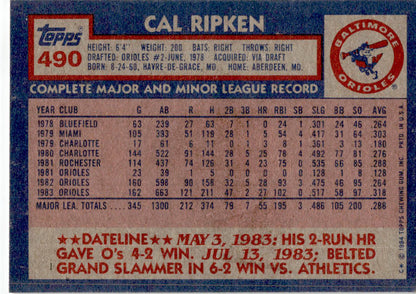 topps
490
CAL RIPKEN
HEIGHT: 6'4" WEIGHT: 200 BATS: RIGHT THROWS: RIGHT
DRAFTED: ORIOLES #2-JUNE, 1978 ACQUIRED: VIA DRAFT
BORN: 8-24-60, HAVRE-DE-GRACE, MD. HOME: ABERDEEN, MD.
BALTIMORE
ORIOLES
COMPLETE MAJOR AND MINOR LEAGUE RECORD
YEAR CLUB G AB R H 2B 3B HR RBI SB SLG BB SO AVG
1978 BLUEFIELD 63 239 27 63 7 1 0 24 1 .301 24 46 .264
1979 MIAMI 105 393 51 119 28 1 5 54 4 .417 31 64 .303
1979 CHARLOTTE 17 61 6 11 0 1 3 8 1 .361 3 13 .180
1980 CHARLOTTE 144 522 91 144 28 5 25 78 4 .492 77 81 .276
1981 ROCHESTER 114 437 74 126 31 4 23 75 0 .535 66 85 .288
1981 ORIOLES 23 39 1 5 0 0 0 0 0 .128 1 8 .128
1982 ORIOLES 160 598 90 158 32 5 28 93 3 .475 46 95 .264
1983 ORIOLES 162 663 121 211 47 2 27 102 0 .517 58 97 .318
MAJOR LEA. TOTALS 345 1300 212 374 79 7 55 195 3 .486 105 200 .288
★★DATELINE★★ MAY 3, 1983: HIS 2-RUN HR
GAVE O's 4-2 WIN. JUL 13, 1983: BELTED
GRAND SLAMMER IN 6-2 WIN VS. ATHLETICS.
© ★ 1984 TOPPS CHEWING GUM, INC. PRTD. IN U.S.A.